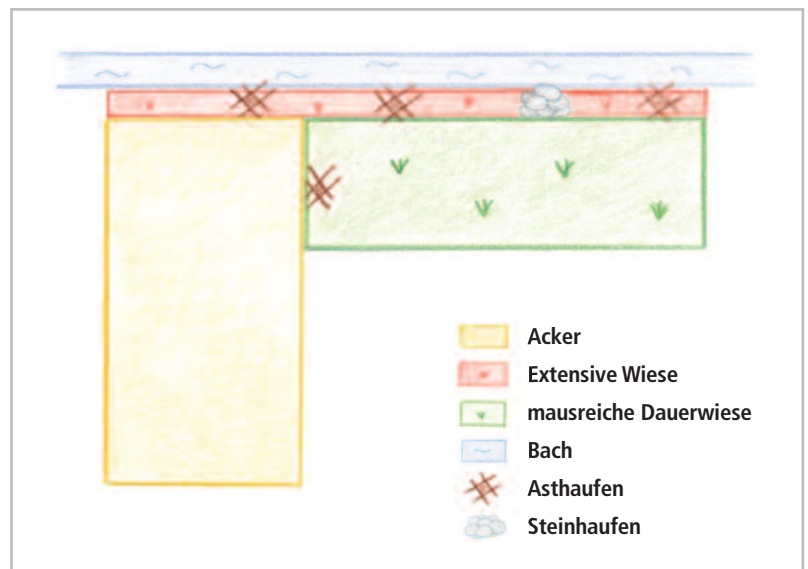 Acker
Extensive Wiese
mausreiche Dauerwiese
Bach
Asthaufen
Steinhaufen